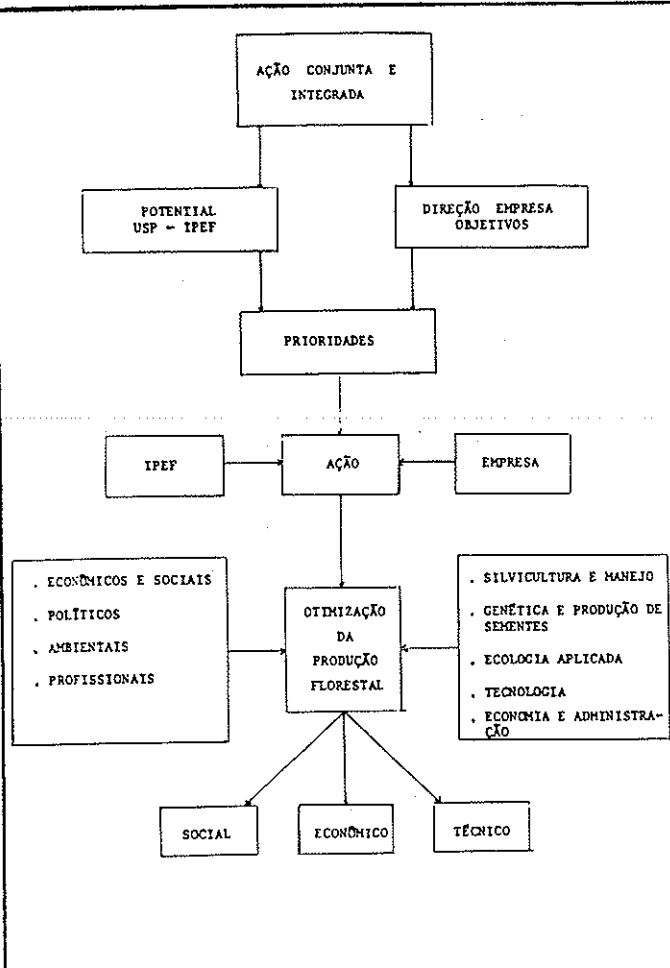 AÇÃO CONJUNTA E
INTEGRADA
POTENTIAL
USP - IPEF
DIREÇÃO EMPRESA
OBJETIVOS
PRIORIDADES
IPEF
AÇÃO
EMPRESA
. ECONÔMICOS E SOCIAIS
. POLÍTICOS
. AMBIENTAIS
. PROFISSIONAIS
OTIMIZAÇÃO
DA
PRODUÇÃO
FLORESTAL
. SILVICULTURA E MANEJO
. GENÉTICA E PRODUÇÃO DE
SEMENTES
. ECOLOGIA APLICADA
. TECNOLOGIA
. ECONOMIA E ADMINISTRA-
ÇÃO
SOCIAL
ECONÔMICO
TÉCNICO